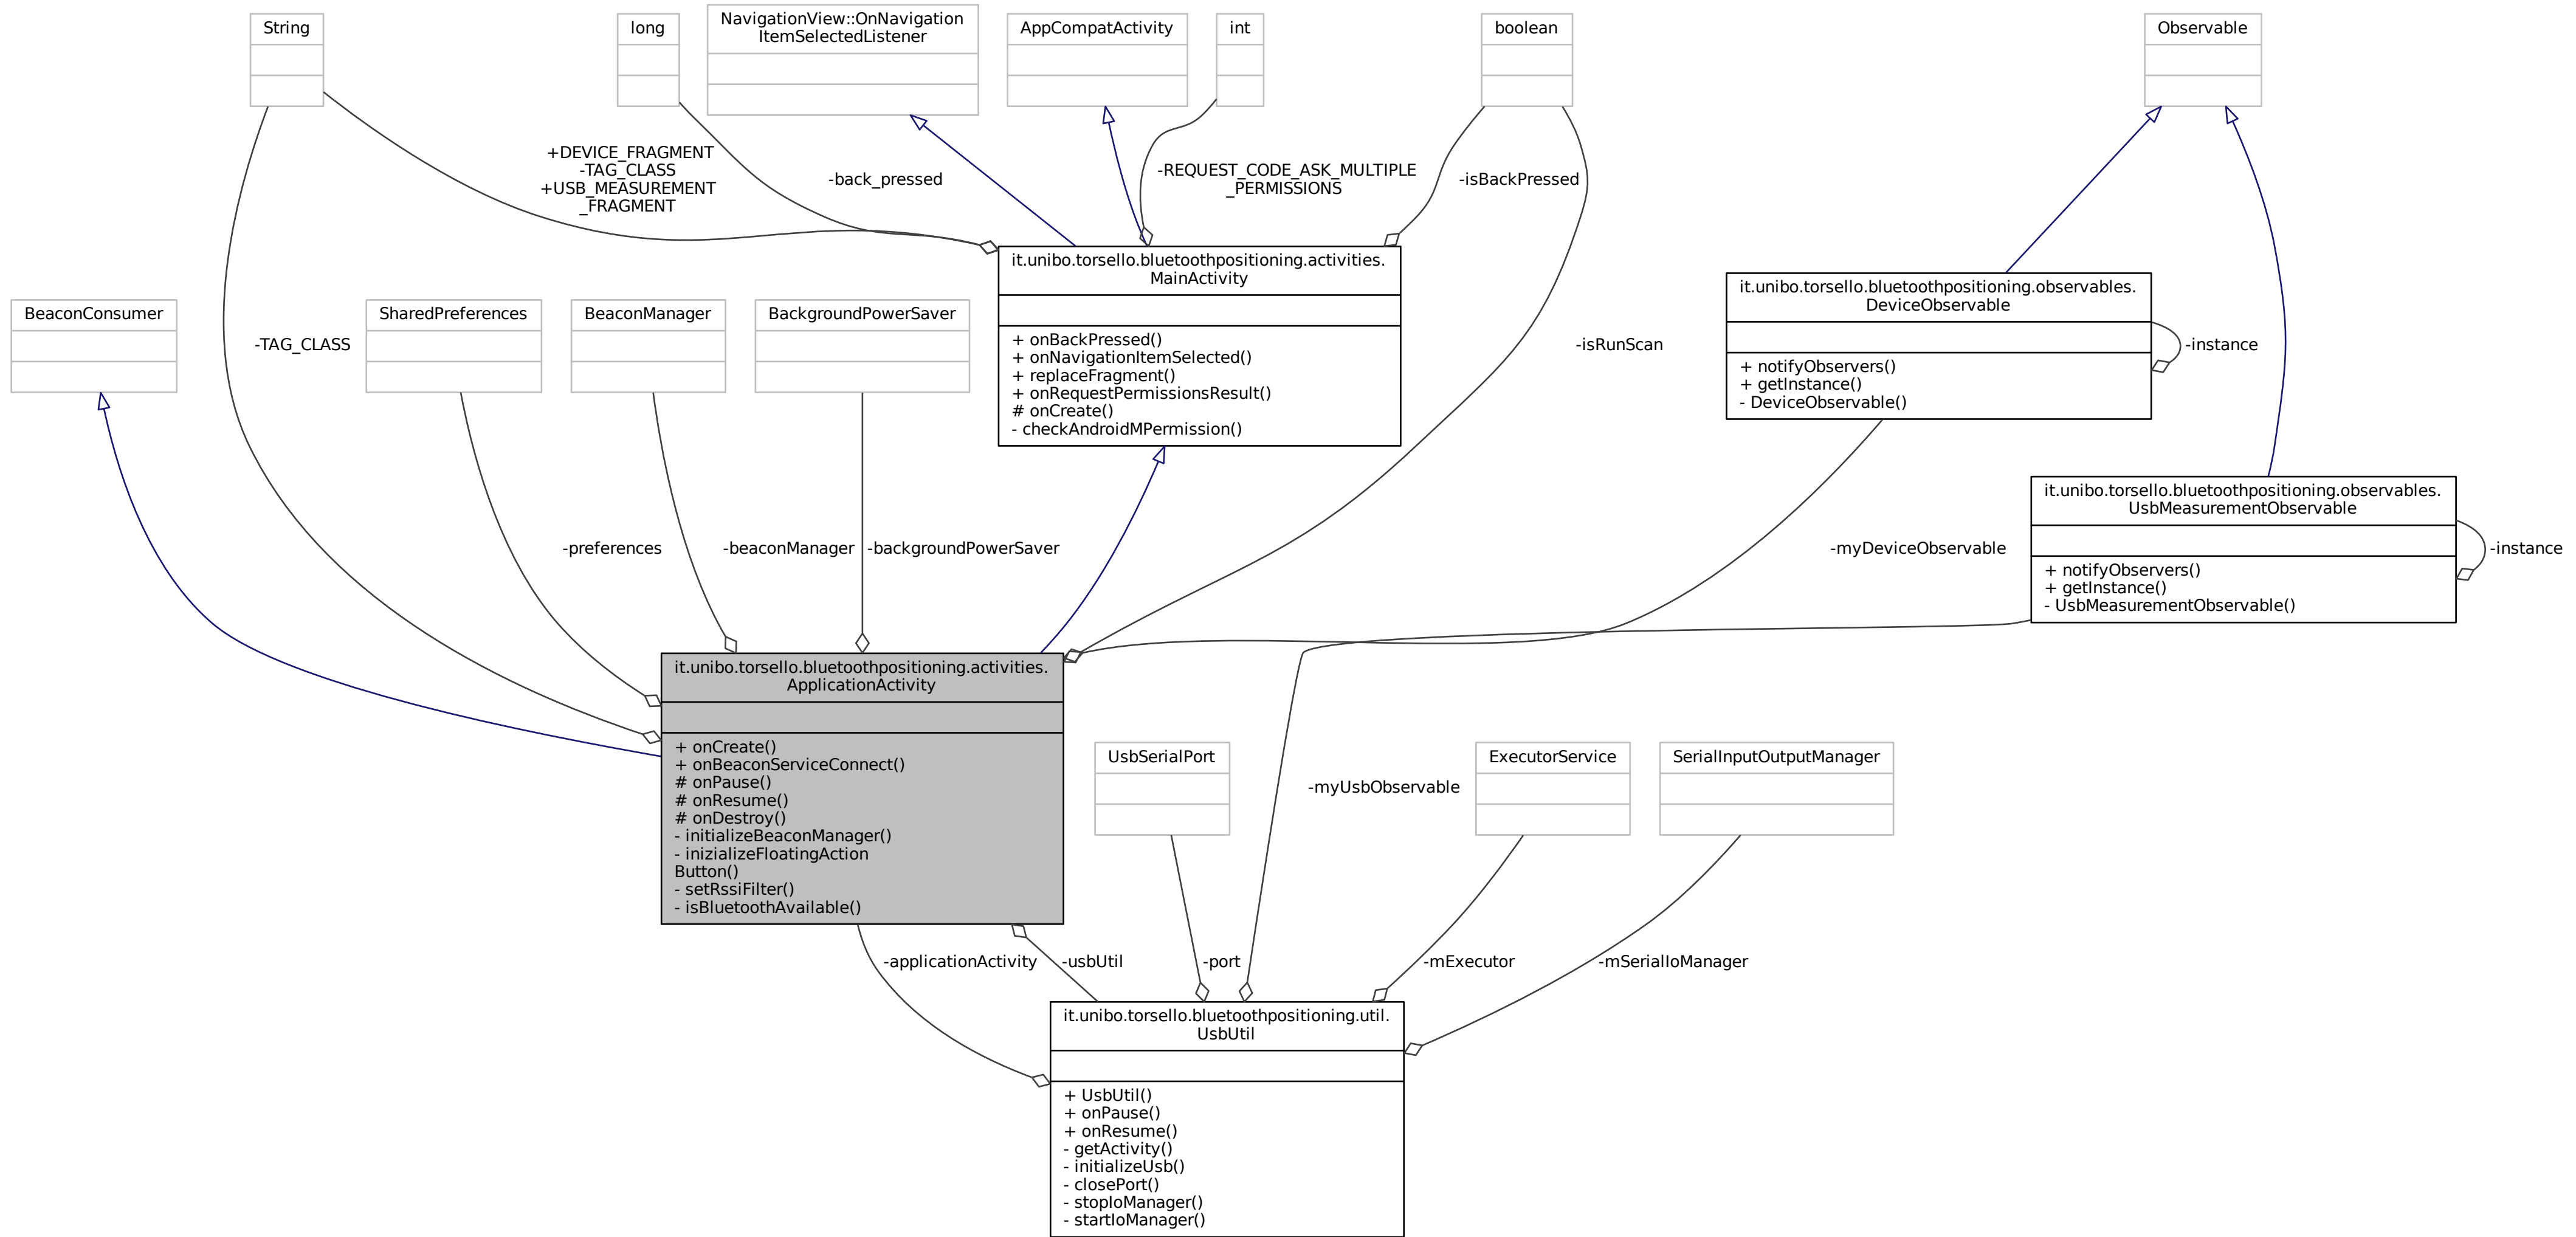 String
long
NavigationView::OnNavigation
ItemSelectedListener
AppCompatActivity
int
boolean
Observable
+DEVICE_FRAGMENT
-TAG_CLASS
+USB_MEASUREMENT
_FRAGMENT
-back_pressed
-REQUEST_CODE_ASK_MULTIPLE
_PERMISSIONS
-isBackPressed
it.unibo.torsello.bluetoothpositioning.activities.
MainActivity
+ onBackPressed()
+ onNavigationItemSelected()
+ replaceFragment()
+ onRequestPermissionsResult()
# onCreate()
- checkAndroidMPermission()
it.unibo.torsello.bluetoothpositioning.observables.
DeviceObservable
+ notifyObservers()
+ getInstance()
- DeviceObservable()
-instance
BeaconConsumer
-TAG_CLASS
SharedPreferences
BeaconManager
BackgroundPowerSaver
-isRunScan
it.unibo.torsello.bluetoothpositioning.observables.
UsbMeasurementObservable
+ notifyObservers()
+ getInstance()
- UsbMeasurementObservable()
-instance
-preferences
-beaconManager
-backgroundPowerSaver
-myDeviceObservable
it.unibo.torsello.bluetoothpositioning.activities.
ApplicationActivity
+ onCreate()
+ onBeaconServiceConnect()
# onPause()
# onResume()
# onDestroy()
- initializeBeaconManager()
- inizializeFloatingAction
Button()
- setRssiFilter()
- isBluetoothAvailable()
UsbSerialPort
-myUsbObservable
ExecutorService
SerialInputOutputManager
-applicationActivity
-usbUtil
-port
-mExecutor
-mSerialIoManager
it.unibo.torsello.bluetoothpositioning.util.
UsbUtil
+ UsbUtil()
+ onPause()
+ onResume()
- getActivity()
- initializeUsb()
- closePort()
- stopIoManager()
- startIoManager()